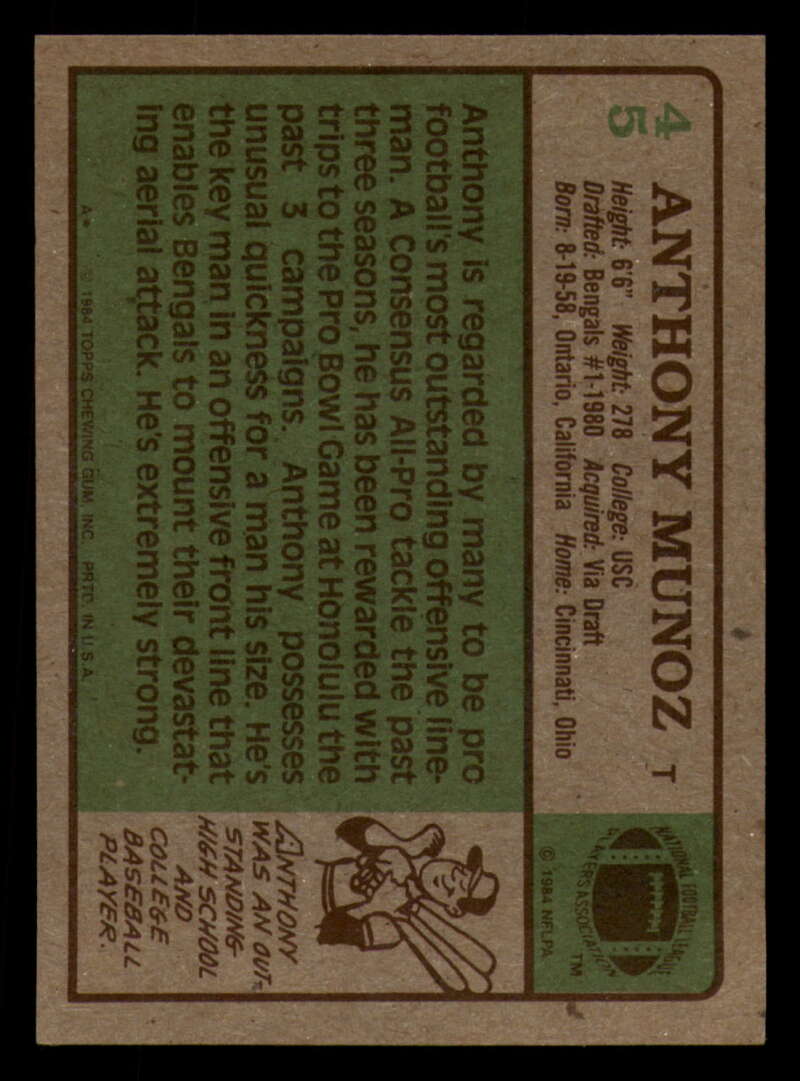 45
ANTHONY MUNOZ T
Height: 6'6" Weight: 278 College: USC
Drafted: Bengals #1-1980 Acquired: Via Draft
Born: 8-19-58, Ontario, California Home: Cincinnati, Ohio
NATIONAL FOOTBALL LEAGUE
PLAYERS ASSOCIATION
TM
© 1984 NFLPA
Anthony is regarded by many to be pro
football's most outstanding offensive line-
man. A Consensus All-Pro tackle the past
three seasons, he has been rewarded with
trips to the Pro Bowl Game at Honolulu the
past 3 campaigns. Anthony possesses
unusual quickness for a man his size. He's
the key man in an offensive front line that
enables Bengals to mount their devastat-
ing aerial attack. He's extremely strong.
ANTHONY
WAS AN OUT-
STANDING
HIGH SCHOOL
AND
COLLEGE
BASEBALL
PLAYER.
A* © 1984 TOPPS CHEWING GUM, INC. PRTD. IN U.S.A.